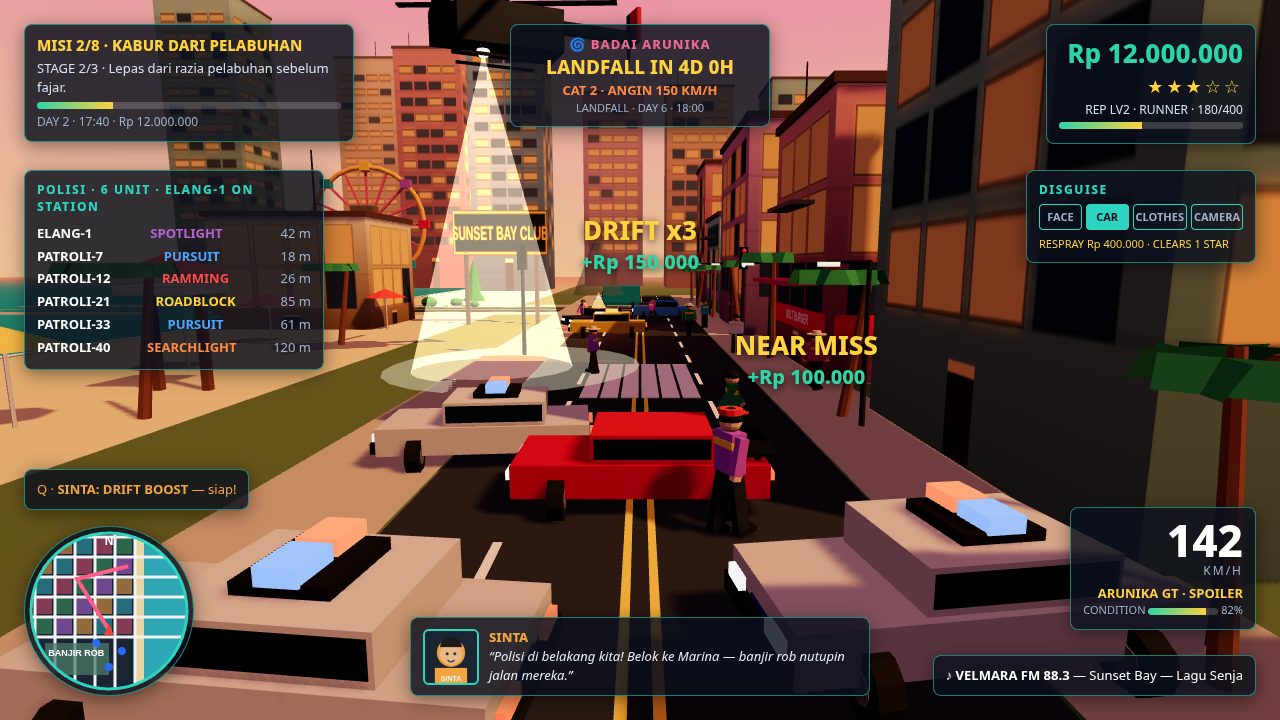 MISI 2/8 · KABUR DARI PELABUHAN
STAGE 2/3 · Lepas dari razia pelabuhan sebelum
fajar.
DAY 2 · 17:40 · Rp 12.000.000
🌀 BADAI ARUNIKA
LANDFALL IN 4D 0H
CAT 2 · ANGIN 150 KM/H
LANDFALL · DAY 6 · 18:00
Rp 12.000.000
★★★☆☆
REP LV2 · RUNNER · 180/400
POLISI · 6 UNIT · ELANG-1 ON
STATION
ELANG-1 SPOTLIGHT 42 m
PATROLI-7 PURSUIT 18 m
PATROLI-12 RAMMING 26 m
PATROLI-21 ROADBLOCK 85 m
PATROLI-33 PURSUIT 61 m
PATROLI-40 SEARCHLIGHT 120 m
DISGUISE
FACE CAR CLOTHES CAMERA
RESPRAY Rp 400.000 · CLEARS 1 STAR
SUNSET BAY CLUB
DRIFT x3
+Rp 150.000
NEAR MISS
+Rp 100.000
Q · SINTA: DRIFT BOOST — siap!
N
BANJIR ROB
SINTA
SINTA
“Polisi di belakang kita! Belok ke Marina — banjir rob nutupin
jalan mereka.”
142
KM/H
ARUNIKA GT · SPOILER
CONDITION 82%
♪ VELMARA FM 88.3 — Sunset Bay — Lagu Senja